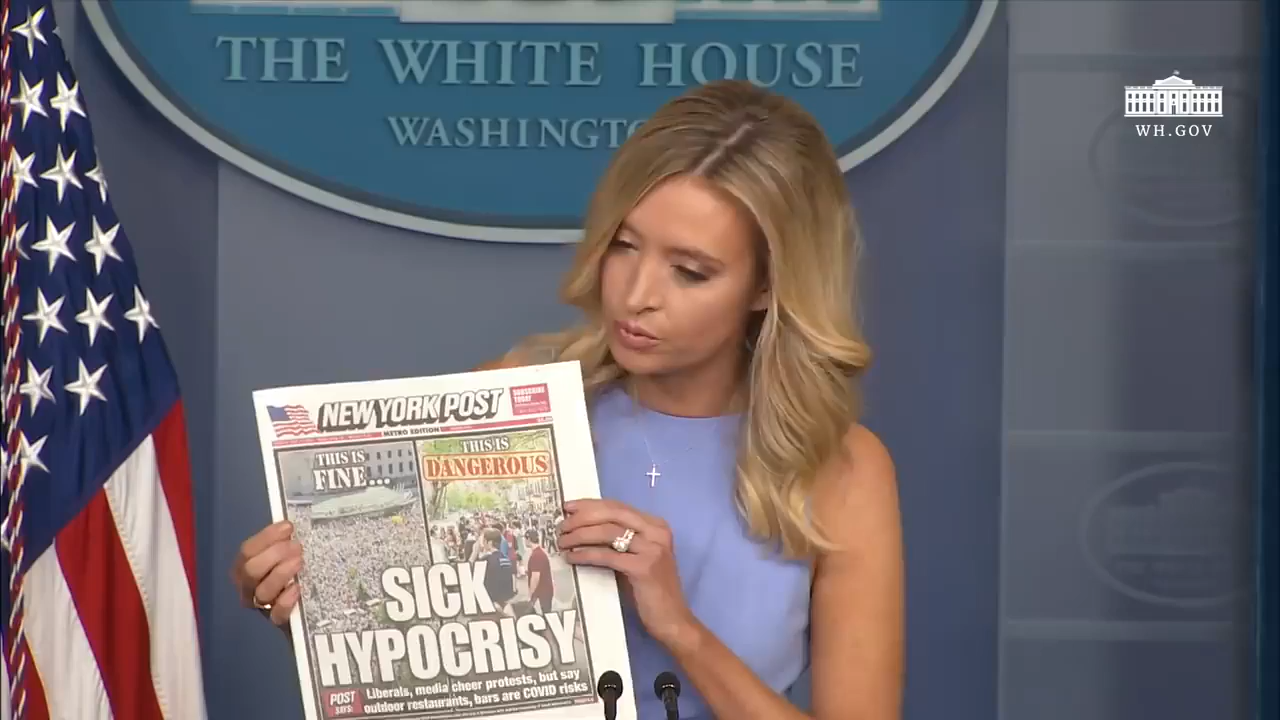 THE WHITE HOUSE
WASHINGTO
WH.GOV
NEW YORK POST
SUBSCRIBE
TODAY
METRO EDITION
THIS IS
FINE...
THIS IS
DANGEROUS
SICK
HYPOCRISY
POST
SAYS:
Liberals, media cheer protests, but say
outdoor restaurants, bars are COVID risks